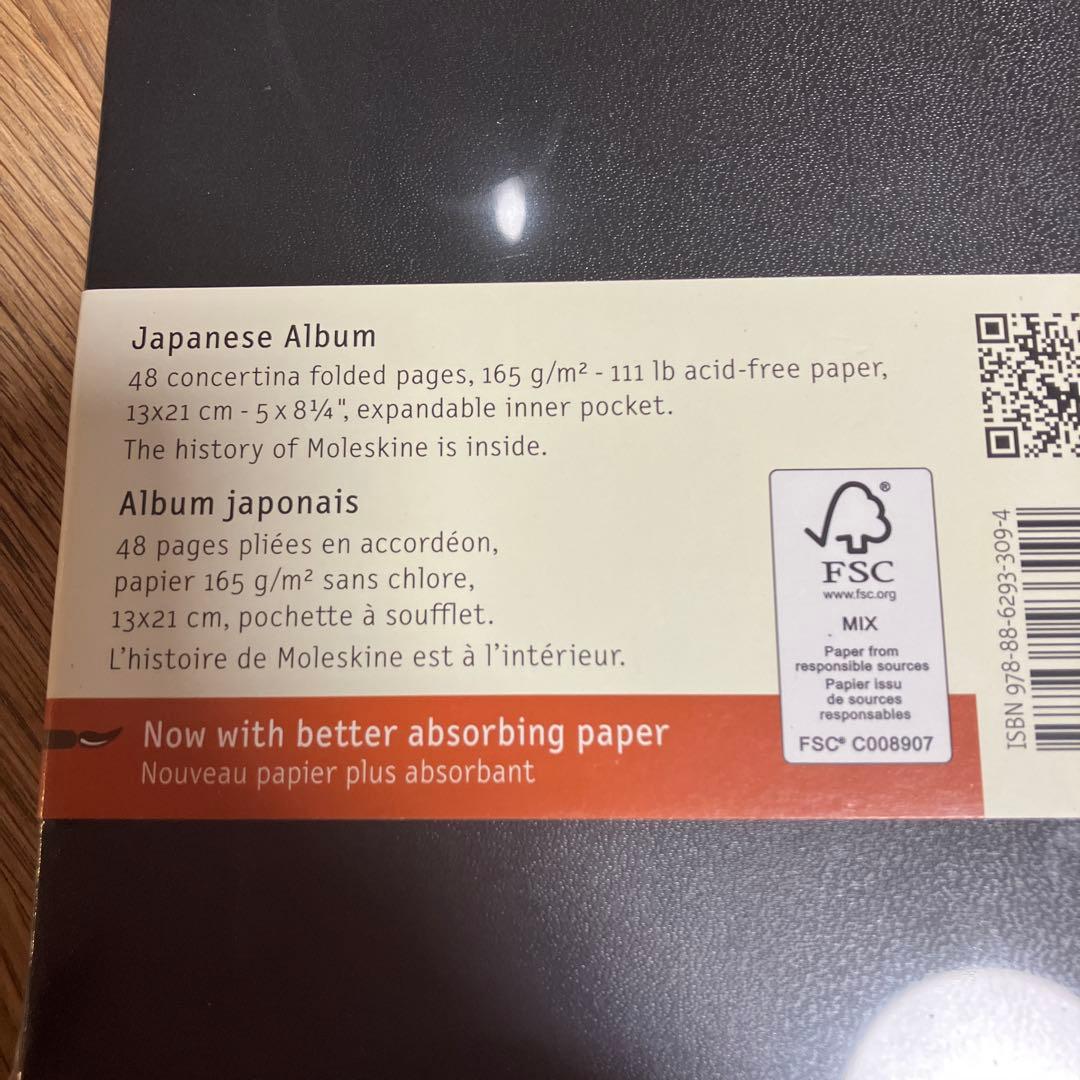 Japanese Album
48 concertina folded pages, 165 g/m² - 111 lb acid-free paper,
13x21 cm - 5 x 8¼", expandable inner pocket.
The history of Moleskine is inside.
Album japonais
48 pages pliées en accordéon,
papier 165 g/m² sans chlore,
13x21 cm, pochette à soufflet.
L'histoire de Moleskine est à l'intérieur.
Now with better absorbing paper
Nouveau papier plus absorbant
®
FSC
www.fsc.org
MIX
Paper from
responsible sources
Papier issu
de sources
responsables
FSC® C008907
ISBN 978-88-6293-309-4